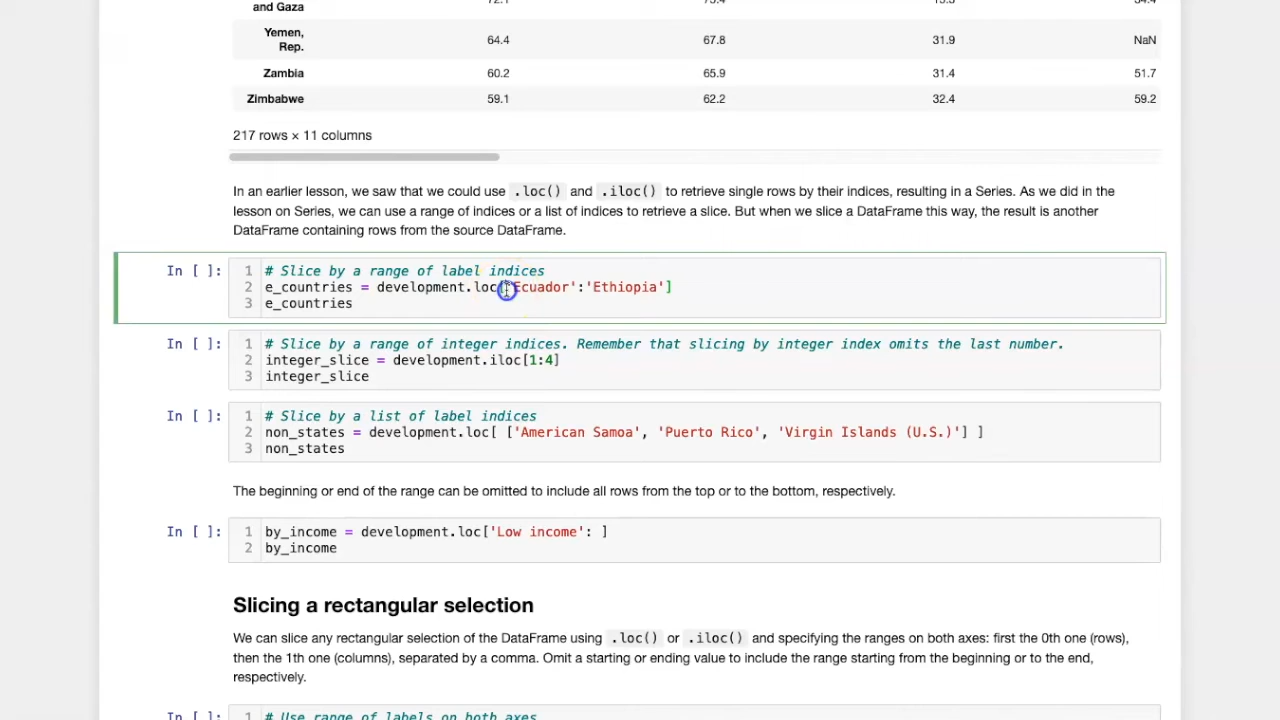 and Gaza
Yemen,
Rep. 64.4 67.8 31.9 NaN
Zambia 60.2 65.9 31.4 51.7
Zimbabwe 59.1 62.2 32.4 59.2
217 rows × 11 columns
In an earlier lesson, we saw that we could use .loc() and .iloc() to retrieve single rows by their indices, resulting in a Series. As we did in the
lesson on Series, we can use a range of indices or a list of indices to retrieve a slice. But when we slice a DataFrame this way, the result is another
DataFrame containing rows from the source DataFrame.
In [ ]: 1 # Slice by a range of label indices
2 e_countries = development.loc['Ecuador':'Ethiopia']
3 e_countries
In [ ]: 1 # Slice by a range of integer indices. Remember that slicing by integer index omits the last number.
2 integer_slice = development.iloc[1:4]
3 integer_slice
In [ ]: 1 # Slice by a list of label indices
2 non_states = development.loc[ ['American Samoa', 'Puerto Rico', 'Virgin Islands (U.S.)'] ]
3 non_states
The beginning or end of the range can be omitted to include all rows from the top or to the bottom, respectively.
In [ ]: 1 by_income = development.loc['Low income': ]
2 by_income
Slicing a rectangular selection
We can slice any rectangular selection of the DataFrame using .loc() or .iloc() and specifying the ranges on both axes: first the 0th one (rows),
then the 1th one (columns), separated by a comma. Omit a starting or ending value to include the range starting from the beginning or to the end,
respectively.
In [ ]: 1 # Use range of labels on both axes